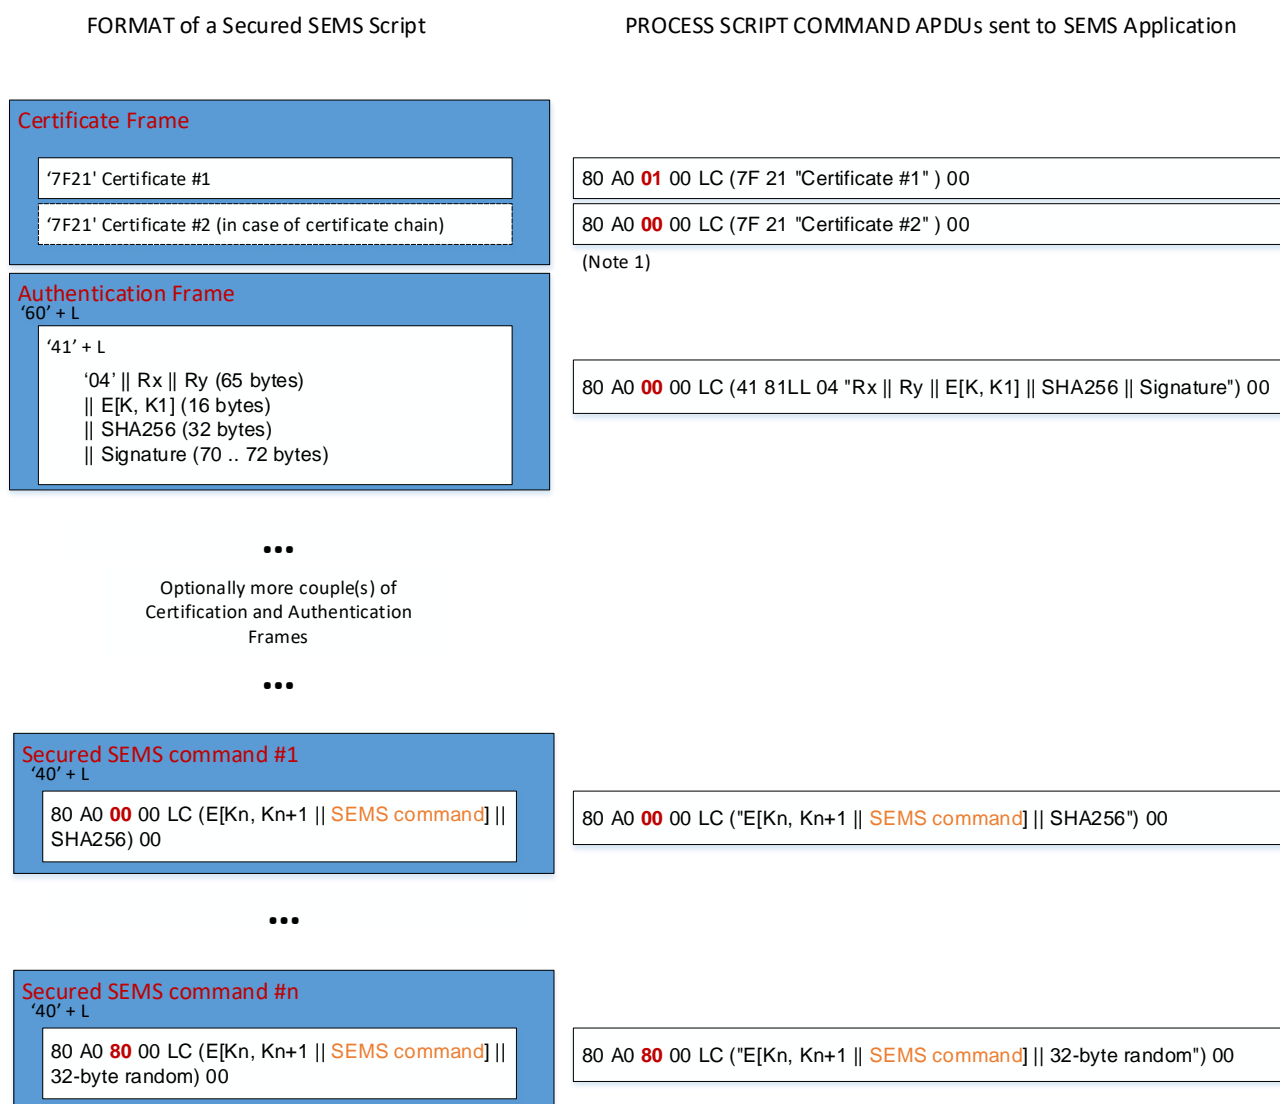 FORMAT of a Secured SEMS Script
PROCESS SCRIPT COMMAND APDUs sent to SEMS Application
Certificate Frame
‘7F21' Certificate #1
80 A0 01 00 LC (7F 21 "Certificate #1" ) 00
‘7F21' Certificate #2 (in case of certificate chain)
80 A0 00 00 LC (7F 21 "Certificate #2" ) 00
(Note 1)
Authentication Frame
‘60’ + L
‘41’ + L
‘04’ || Rx || Ry (65 bytes)
|| E[K, K1] (16 bytes)
|| SHA256 (32 bytes)
|| Signature (70 .. 72 bytes)
80 A0 00 00 LC (41 81LL 04 "Rx || Ry || E[K, K1] || SHA256 || Signature") 00
...
Optionally more couple(s) of
Certification and Authentication
Frames
...
Secured SEMS command #1
‘40’ + L
80 A0 00 00 LC (E[Kn, Kn+1 || SEMS command] ||
SHA256) 00
80 A0 00 00 LC ("E[Kn, Kn+1 || SEMS command] || SHA256") 00
...
Secured SEMS command #n
‘40’ + L
80 A0 80 00 LC (E[Kn, Kn+1 || SEMS command] ||
32-byte random) 00
80 A0 80 00 LC ("E[Kn, Kn+1 || SEMS command] || 32-byte random") 00